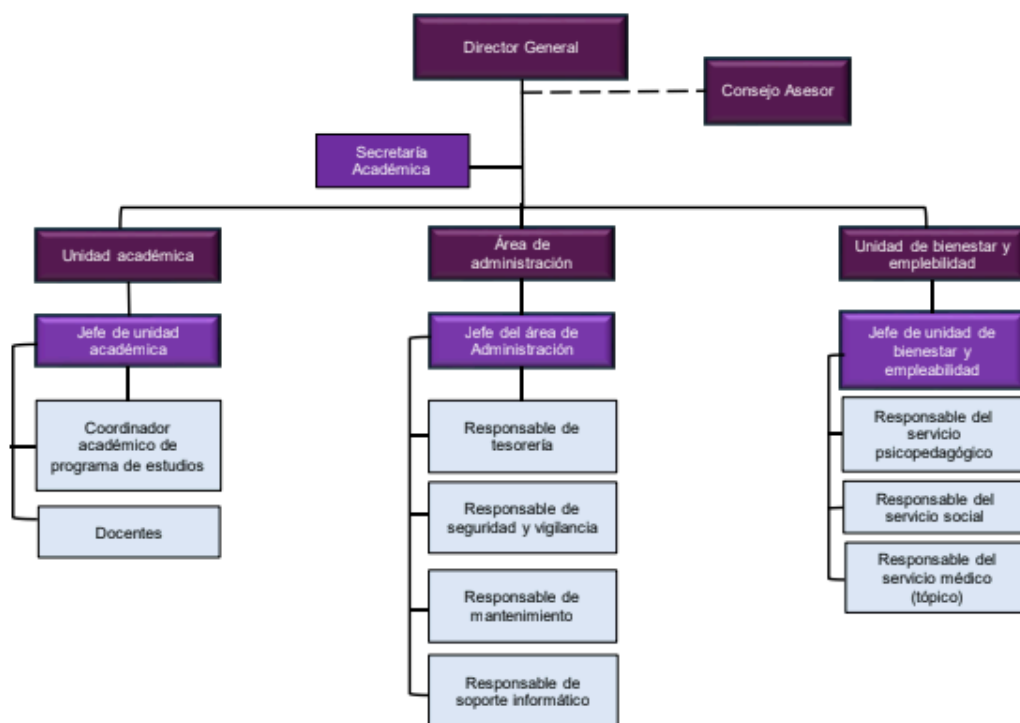 Director General
Consejo Asesor
Secretaría
Académica
Unidad académica
Área de
administración
Unidad de bienestar y
emplebilidad
Jefe de unidad
académica
Jefe del área de
Administración
Jefe de unidad de
bienestar y
empleabilidad
Coordinador
académico de
programa de estudios
Docentes
Responsable de
tesorería
Responsable de
seguridad y vigilancia
Responsable de
mantenimiento
Responsable de
soporte informático
Responsable del
servicio
psicopedagógico
Responsable del
servicio social
Responsable del
servicio médico
(tópico)